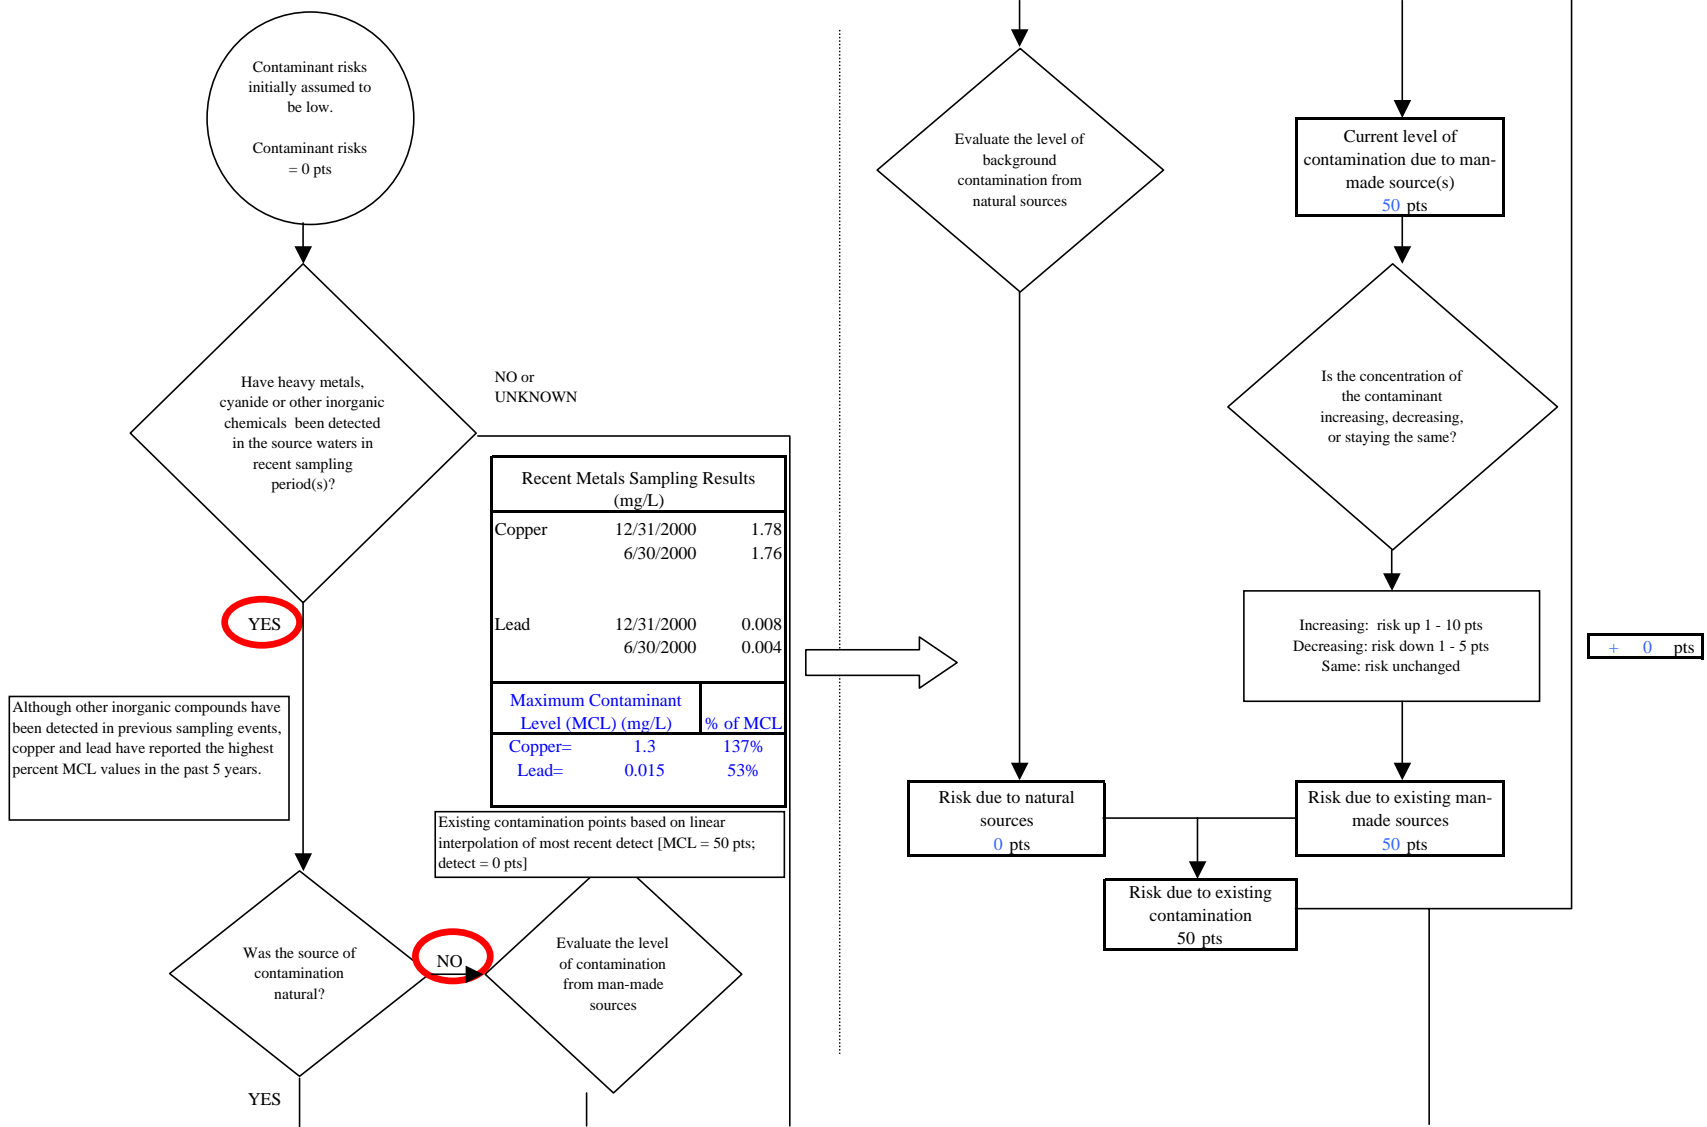 Contaminant risks
initially assumed to
be low.
Contaminant risks
= 0 pts
Have heavy metals,
cyanide or other inorganic
chemicals been detected
in the source waters in
recent sampling
period(s)?
NO or
UNKNOWN
YES
Recent Metals Sampling Results
(mg/L)
Copper 12/31/2000 1.78
6/30/2000 1.76
Lead 12/31/2000 0.008
6/30/2000 0.004
Maximum Contaminant
Level (MCL) (mg/L) % of MCL
Copper= 1.3 137%
Lead= 0.015 53%
Although other inorganic compounds have
been detected in previous sampling events,
copper and lead have reported the highest
percent MCL values in the past 5 years.
Existing contamination points based on linear
interpolation of most recent detect [MCL = 50 pts;
detect = 0 pts]
Was the source of
contamination
natural?
NO
Evaluate the level
of contamination
from man-made
sources
YES
Evaluate the level of
background
contamination from
natural sources
Current level of
contamination due to man-
made source(s)
50 pts
Is the concentration of
the contaminant
increasing, decreasing,
or staying the same?
Increasing: risk up 1 - 10 pts
Decreasing: risk down 1 - 5 pts
Same: risk unchanged
+ 0 pts
Risk due to natural
sources
0 pts
Risk due to existing man-
made sources
50 pts
Risk due to existing
contamination
50 pts